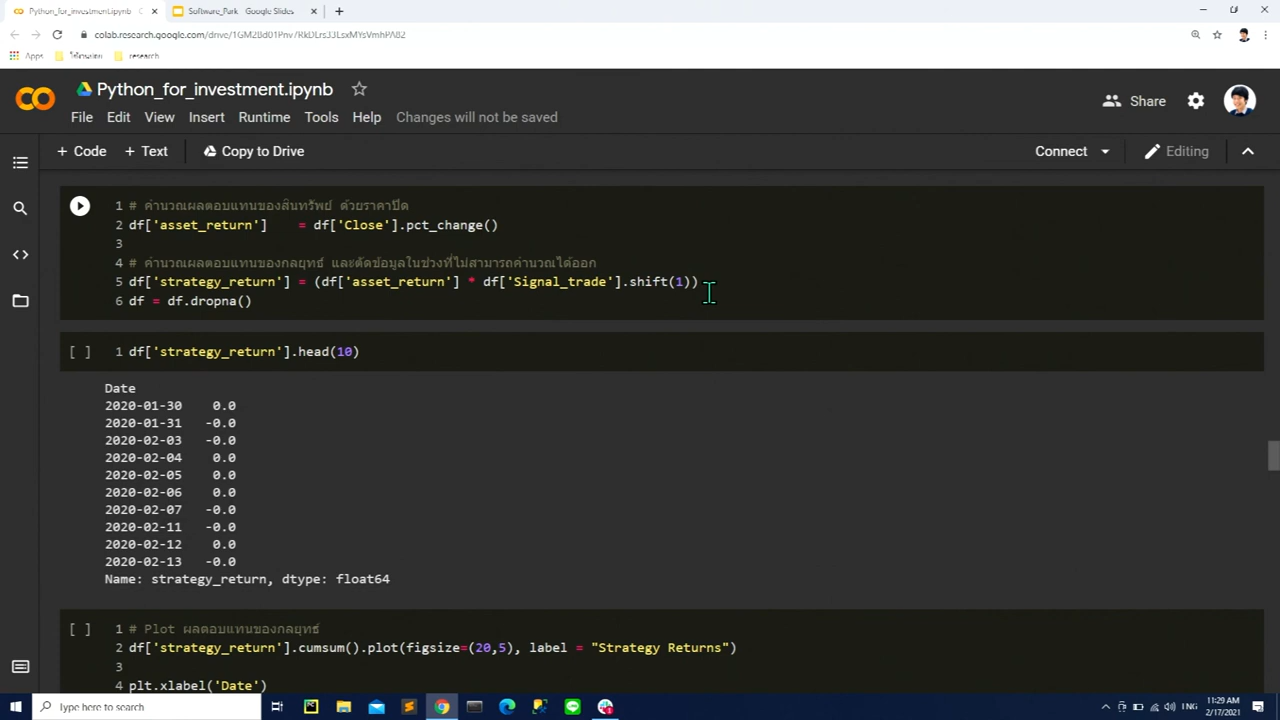 Python_for_investment.ipynb
Software_Park - Google Slides
colab.research.google.com/drive/
Apps
research
Python_for_investment.ipynb
File Edit View Insert Runtime Tools Help Changes will not be saved
Share
+ Code + Text Copy to Drive
Connect Editing
1 # คำนวณผลตอบแทนของสินทรัพย์ ด้วยราคาปิด
2 df['asset_return'] = df['Close'].pct_change()
3
4 # คำนวณผลตอบแทนของกลยุทธ์ และตัดข้อมูลในช่วงที่ไม่สามารถคำนวณได้ออก
5 df['strategy_return'] = (df['asset_return'] * df['Signal_trade'].shift(1))
6 df = df.dropna()
[ ] 1 df['strategy_return'].head(10)
Date
2020-01-30 0.0
2020-01-31 -0.0
2020-02-03 -0.0
2020-02-04 0.0
2020-02-05 0.0
2020-02-06 0.0
2020-02-07 -0.0
2020-02-11 -0.0
2020-02-12 0.0
2020-02-13 -0.0
Name: strategy_return, dtype: float64
[ ] 1 # Plot ผลตอบแทนของกลยุทธ์
2 df['strategy_return'].cumsum().plot(figsize=(20,5), label = "Strategy Returns")
3
4 plt.xlabel('Date')
Type here to search
ENG
11:29 AM
2/17/2021